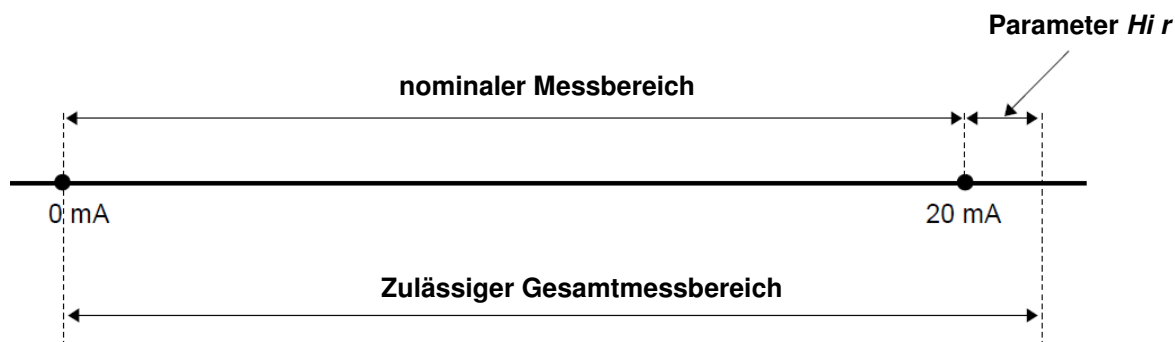 Parameter Hi r
nominaler Messbereich
0 mA
20 mA
Zulässiger Gesamtmessbereich